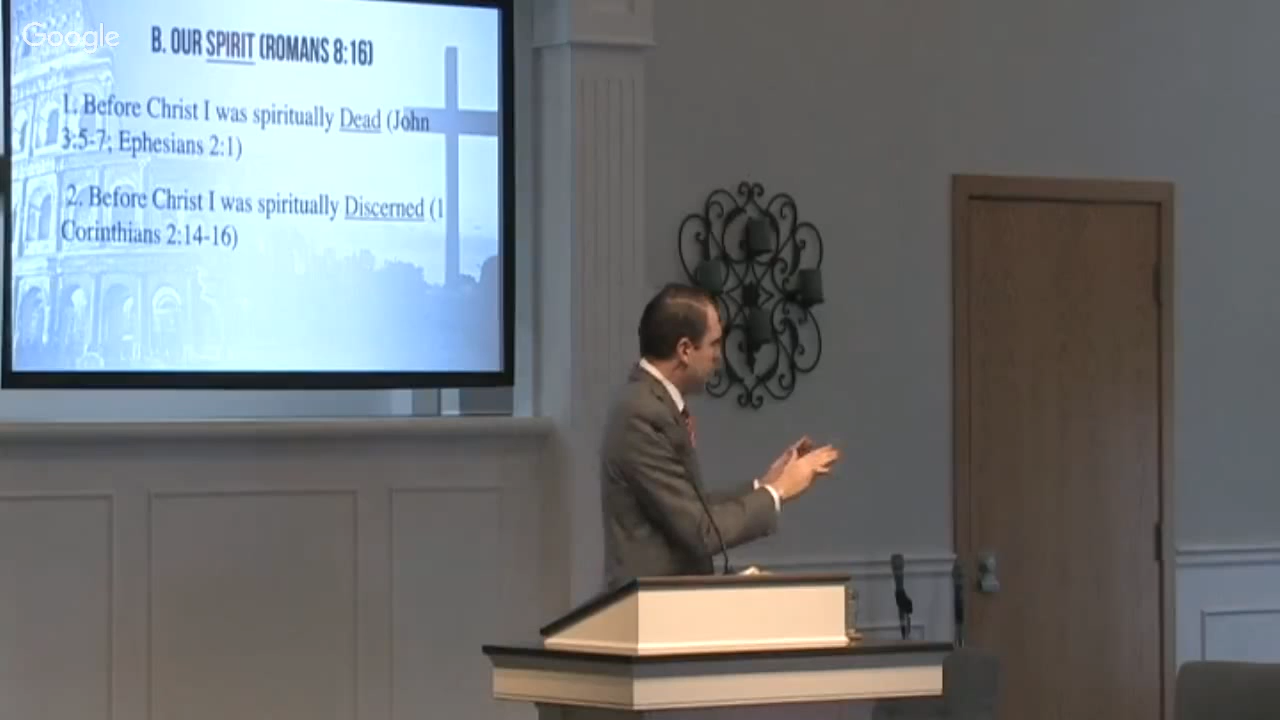 Google
B. OUR SPIRIT (ROMANS 8:16)
1. Before Christ I was spiritually Dead (John
3:5-7; Ephesians 2:1)
2. Before Christ I was spiritually Discerned (1
Corinthians 2:14-16)